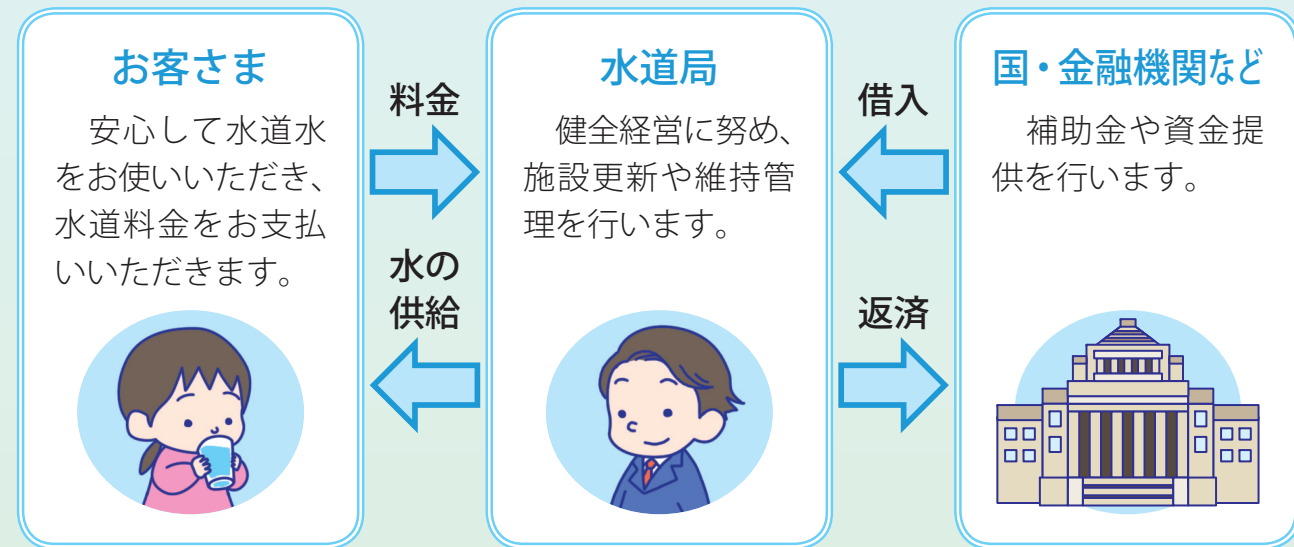 お客さま
安心して水道水
をお使いいただき、
水道料金をお支払
いいただきます。
料金
水の
供給
水道局
健全経営に努め、
施設更新や維持管
理を行います。
借入
返済
国・金融機関など
補助金や資金提
供を行います。